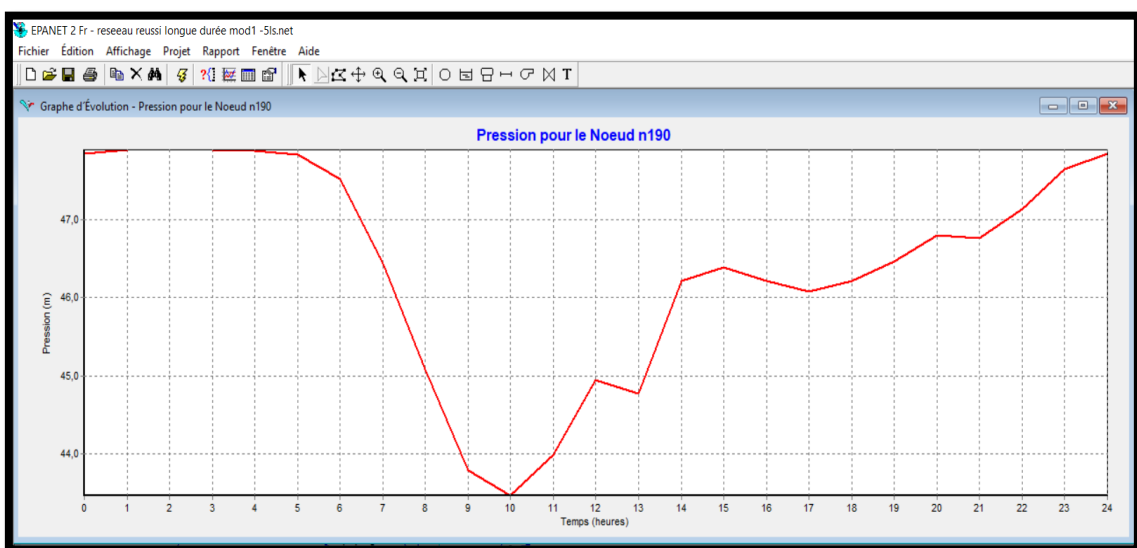 EPANET 2 Fr - reseeau reussi longue durée mod1 -5ls.net
Fichier Édition Affichage Projet Rapport Fenêtre Aide
T
Graphe d'Évolution - Pression pour le Noeud n190
Pression pour le Noeud n190
47,0
46,0
45,0
44,0
Pression (m)
0 1 2 3 4 5 6 7 8 9 10 11 12 13 14 15 16 17 18 19 20 21 22 23 24
Temps (heures)